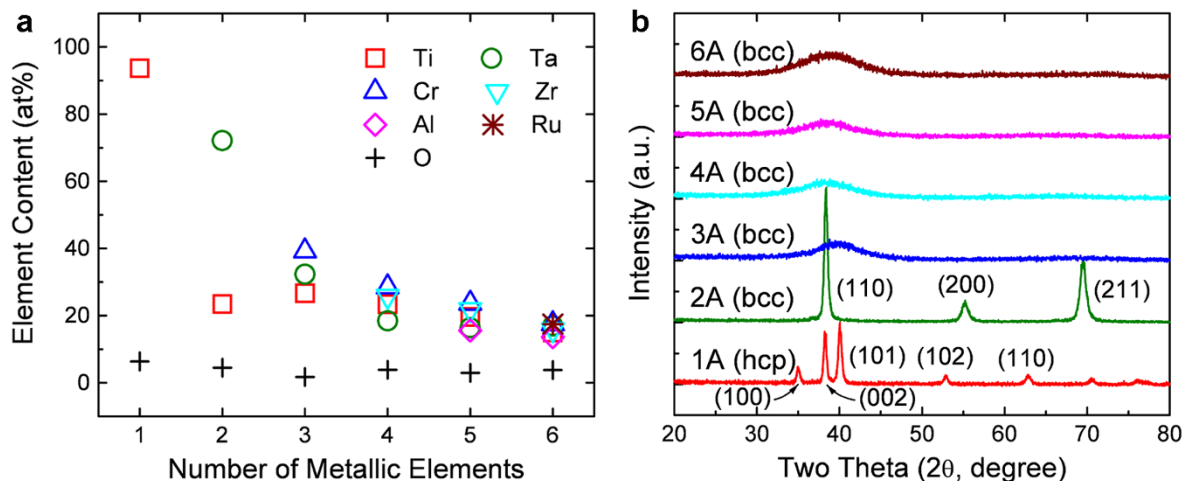 a
Element Content (at%)
100
80
60
40
20
0
Ti
Ta
Cr
Zr
Al
Ru
O
1 2 3 4 5 6
Number of Metallic Elements
b
Intensity (a.u.)
6A (bcc)
5A (bcc)
4A (bcc)
3A (bcc)
2A (bcc)
(110)
(200)
(211)
1A (hcp)
(101)
(102)
(110)
(100)
(002)
20 30 40 50 60 70 80
Two Theta (2θ, degree)